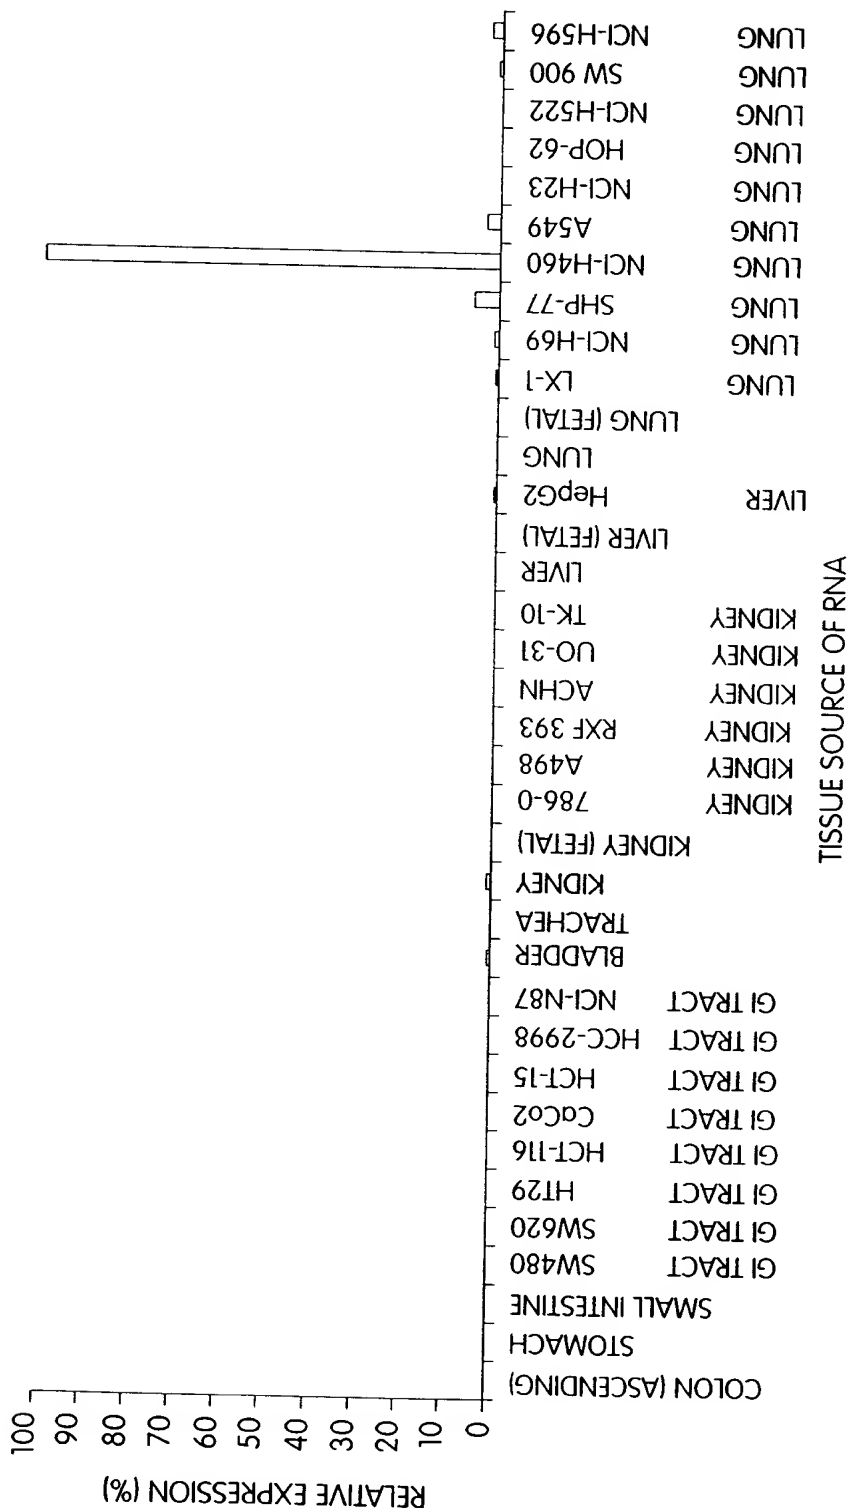 RELATIVE EXPRESSION (%)
100
90
80
70
60
50
40
30
20
10
0
COLON (ASCENDING)
STOMACH
SMALL INTESTINE
SW480 GI TRACT
SW620 GI TRACT
HT29 GI TRACT
HCT-116 GI TRACT
CaCo2 GI TRACT
HCT-15 GI TRACT
HCC-2998 GI TRACT
NCI-N87 GI TRACT
BLADDER
TRACHEA
KIDNEY
KIDNEY (FETAL)
786-0 KIDNEY
A498 KIDNEY
RXF 393 KIDNEY
ACHN KIDNEY
UO-31 KIDNEY
TK-10 KIDNEY
LIVER
LIVER (FETAL)
HepG2 LIVER
LUNG
LUNG (FETAL)
LX-1 LUNG
NCI-H69 LUNG
SHP-77 LUNG
NCI-H460 LUNG
A549 LUNG
NCI-H23 LUNG
HOP-62 LUNG
NCI-H522 LUNG
SW 900 LUNG
NCI-H596 LUNG
TISSUE SOURCE OF RNA